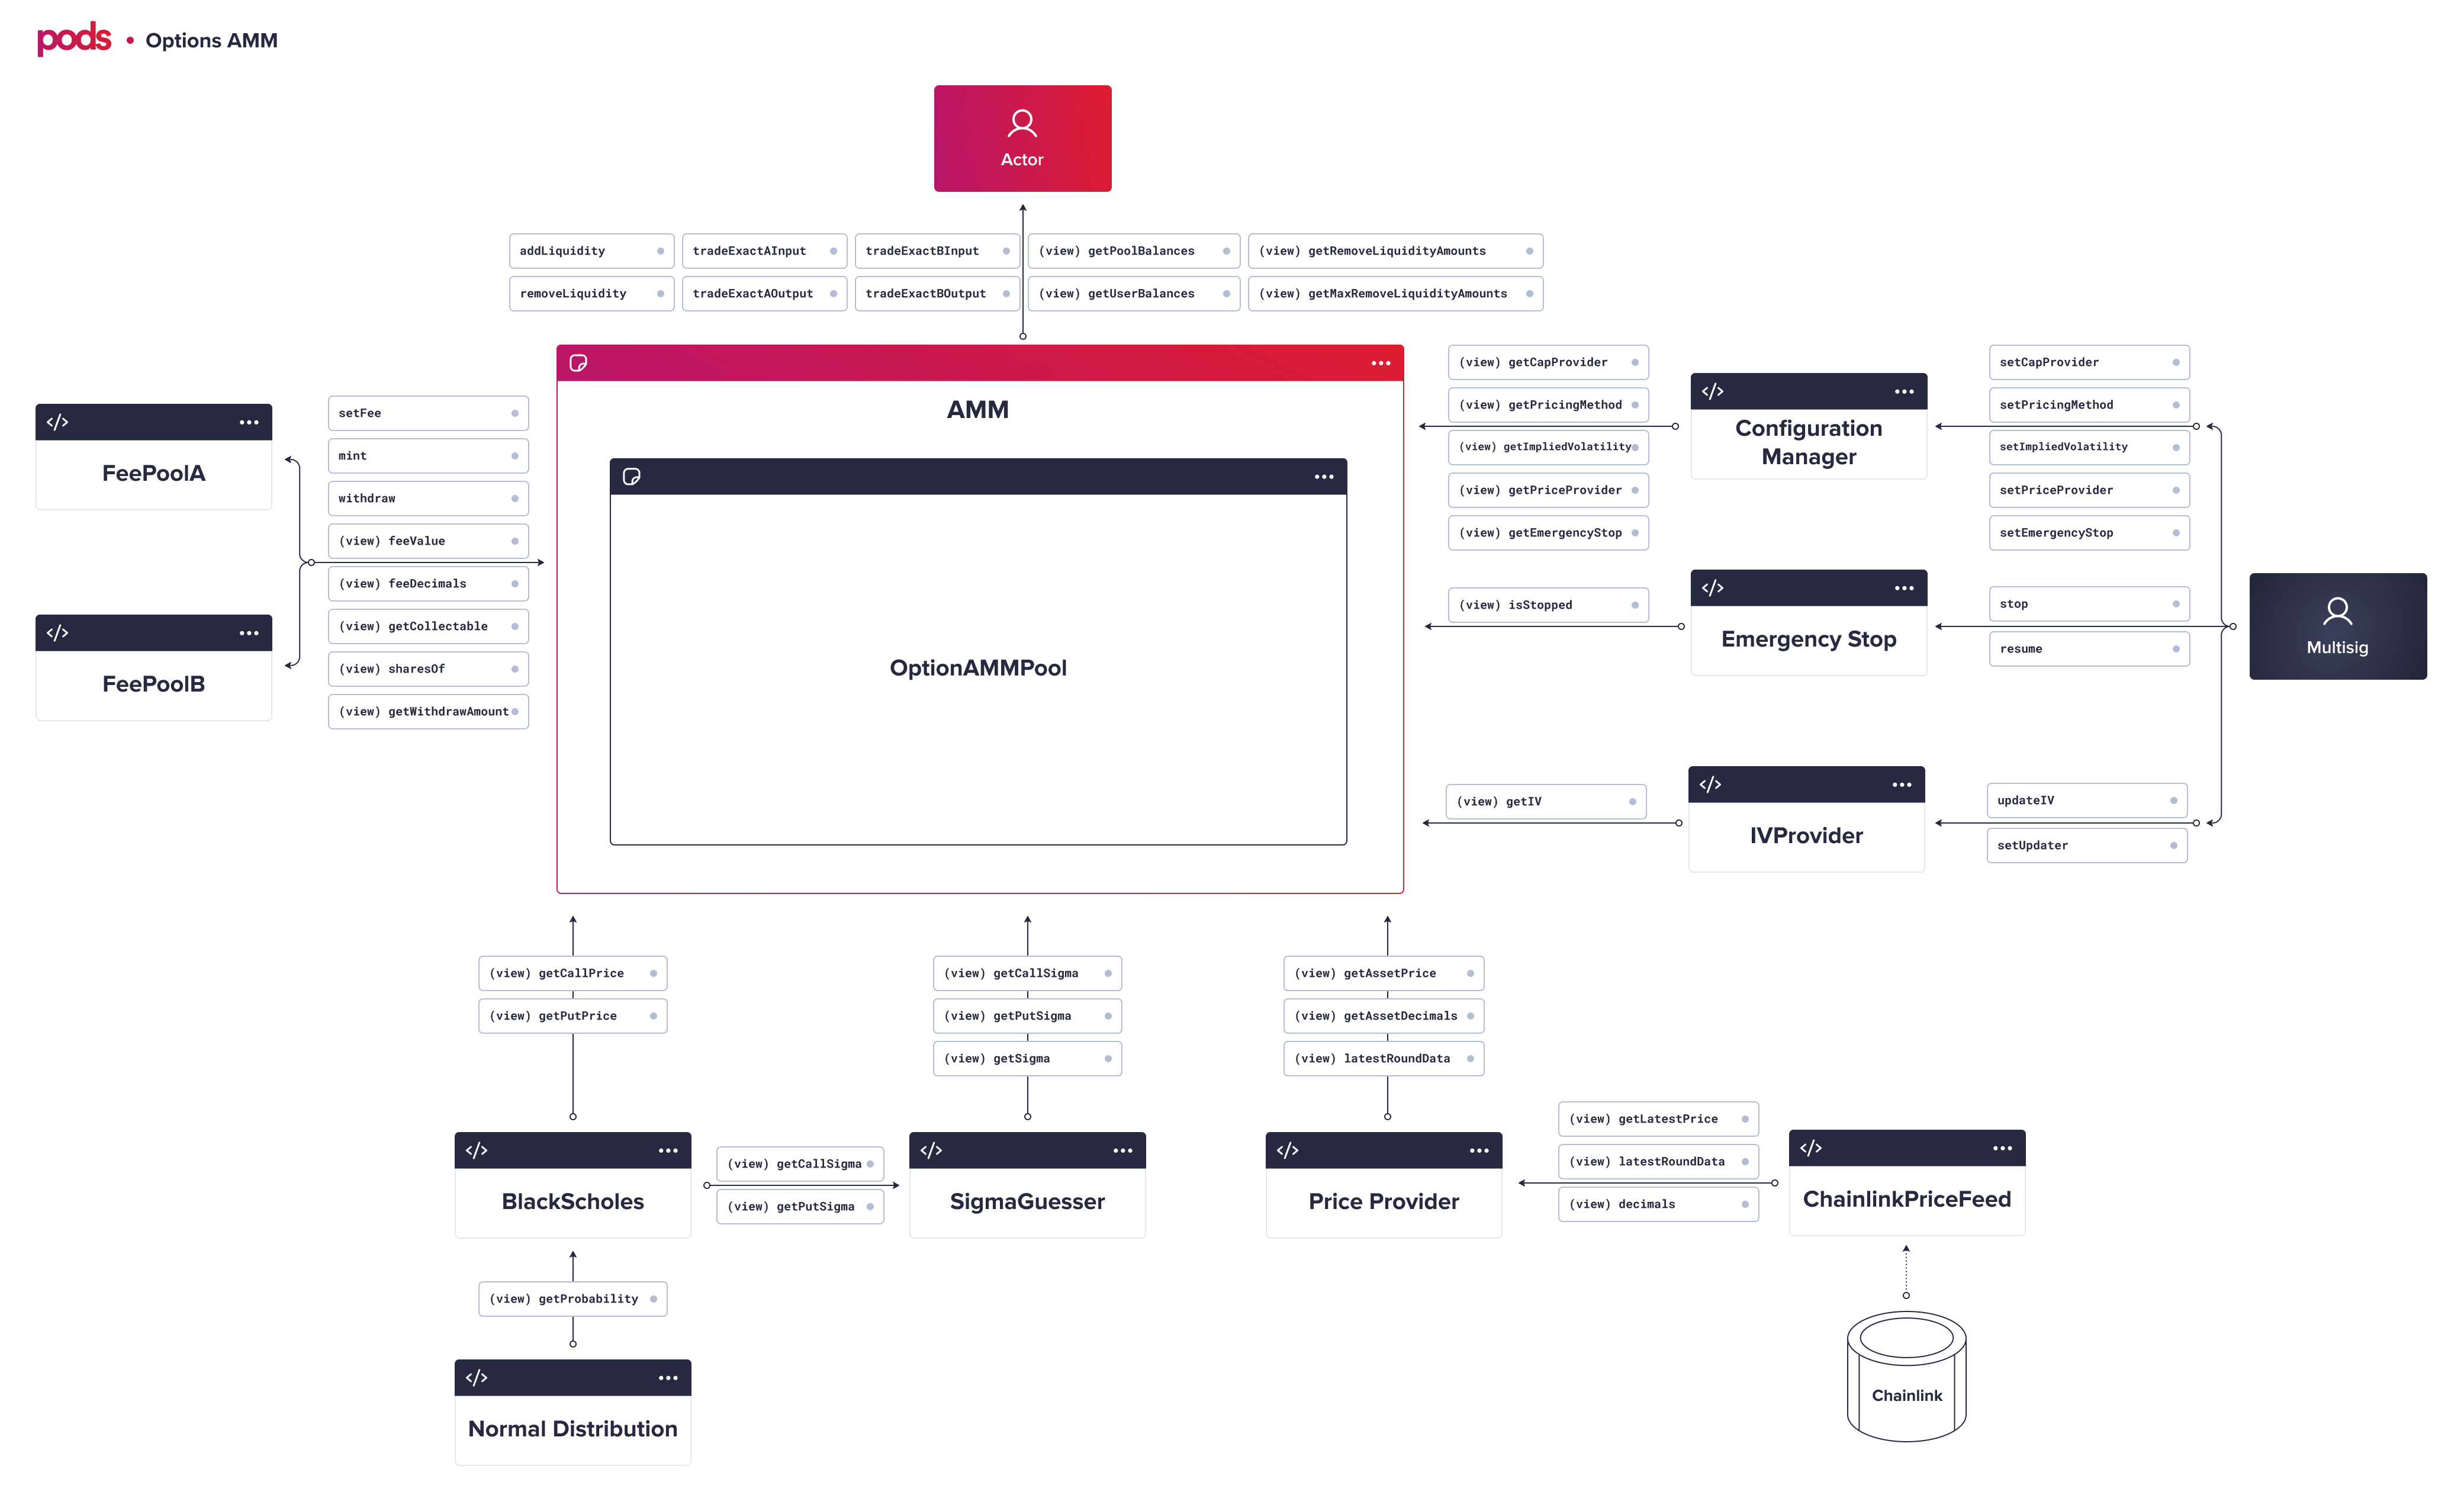 pods • Options AMM
Actor
addLiquidity
tradeExactAInput
tradeExactBInput
(view) getPoolBalances
(view) getRemoveLiquidityAmounts
removeLiquidity
tradeExactAOutput
tradeExactBOutput
(view) getUserBalances
(view) getMaxRemoveLiquidityAmounts
FeePoolA
FeePoolB
setFee
mint
withdraw
(view) feeValue
(view) feeDecimals
(view) getCollectable
(view) sharesOf
(view) getWithdrawAmount
AMM
OptionAMMPool
(view) getCapProvider
(view) getPricingMethod
(view) getImpliedVolatility
(view) getPriceProvider
(view) getEmergencyStop
Configuration
Manager
setCapProvider
setPricingMethod
setImpliedVolatility
setPriceProvider
setEmergencyStop
(view) isStopped
Emergency Stop
stop
resume
Multisig
(view) getIV
IVProvider
updateIV
setUpdater
(view) getCallPrice
(view) getPutPrice
(view) getCallSigma
(view) getPutSigma
(view) getSigma
(view) getAssetPrice
(view) getAssetDecimals
(view) latestRoundData
BlackScholes
(view) getCallSigma
(view) getPutSigma
SigmaGuesser
Price Provider
(view) getLatestPrice
(view) latestRoundData
(view) decimals
ChainlinkPriceFeed
(view) getProbability
Normal Distribution
Chainlink